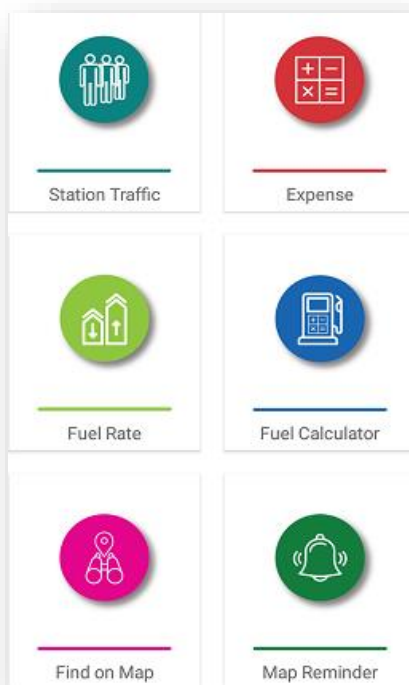 Station Traffic
Expense
Fuel Rate
Fuel Calculator
Find on Map
Map Reminder